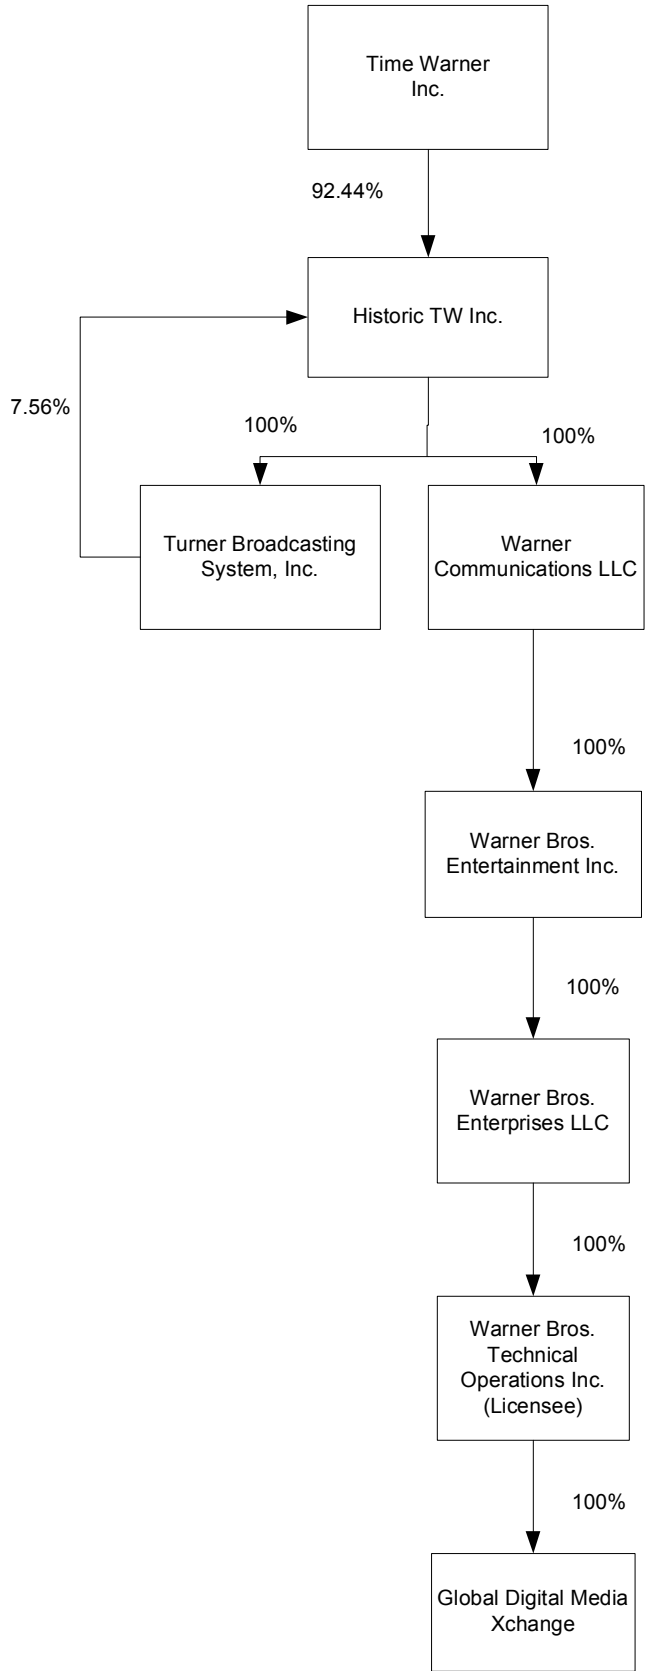 Time Warner
Inc.
92.44%
Historic TW Inc.
7.56%
100%
100%
Turner Broadcasting
System, Inc.
Warner
Communications LLC
100%
Warner Bros.
Entertainment Inc.
100%
Warner Bros.
Enterprises LLC
100%
Warner Bros.
Technical
Operations Inc.
(Licensee)
100%
Global Digital Media
Xchange